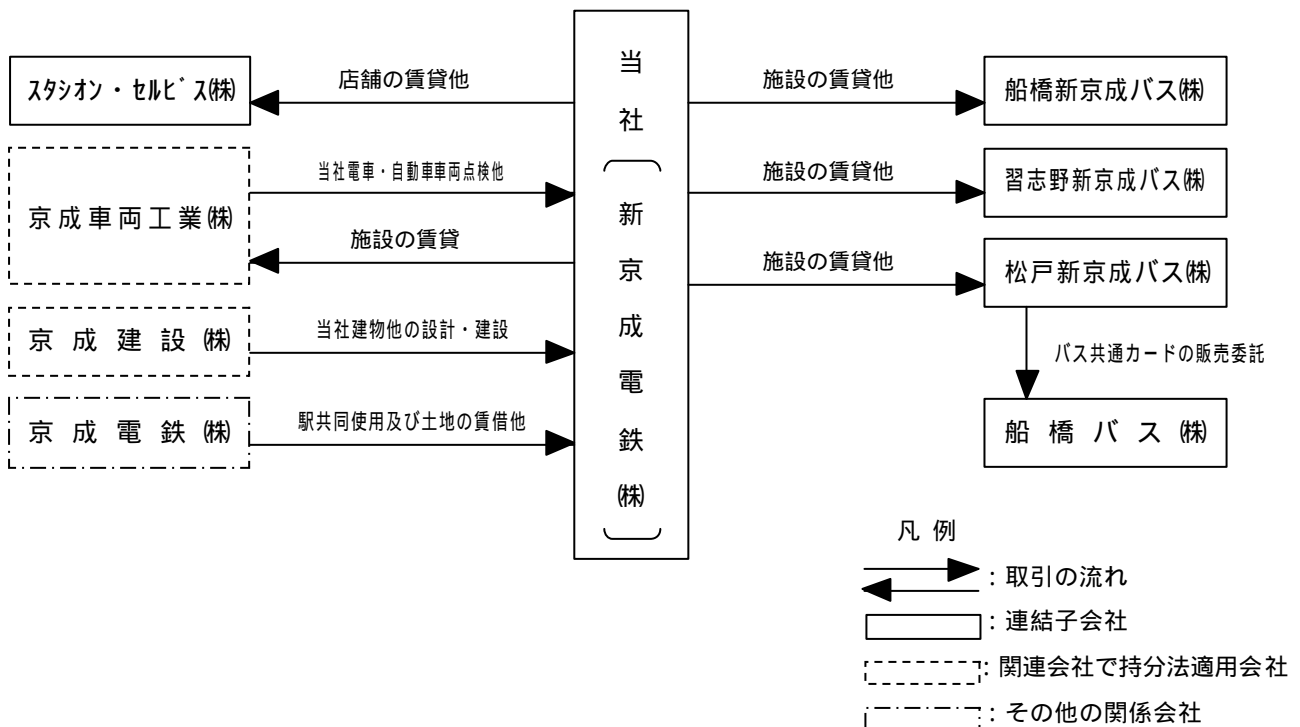 スタシオン・セルビス㈱
京成車両工業㈱
京成建設㈱
京成電鉄㈱
店舗の賃貸他
当社電車・自動車車両点検他
施設の賃貸
当社建物他の設計・建設
駅共同使用及び土地の賃借他
当社(新京成電鉄㈱)
施設の賃貸他
施設の賃貸他
施設の賃貸他
船橋新京成バス㈱
習志野新京成バス㈱
松戸新京成バス㈱
バス共通カードの販売委託
船橋バス㈱
凡例
:取引の流れ
:連結子会社
:関連会社で持分法適用会社
:その他の関係会社